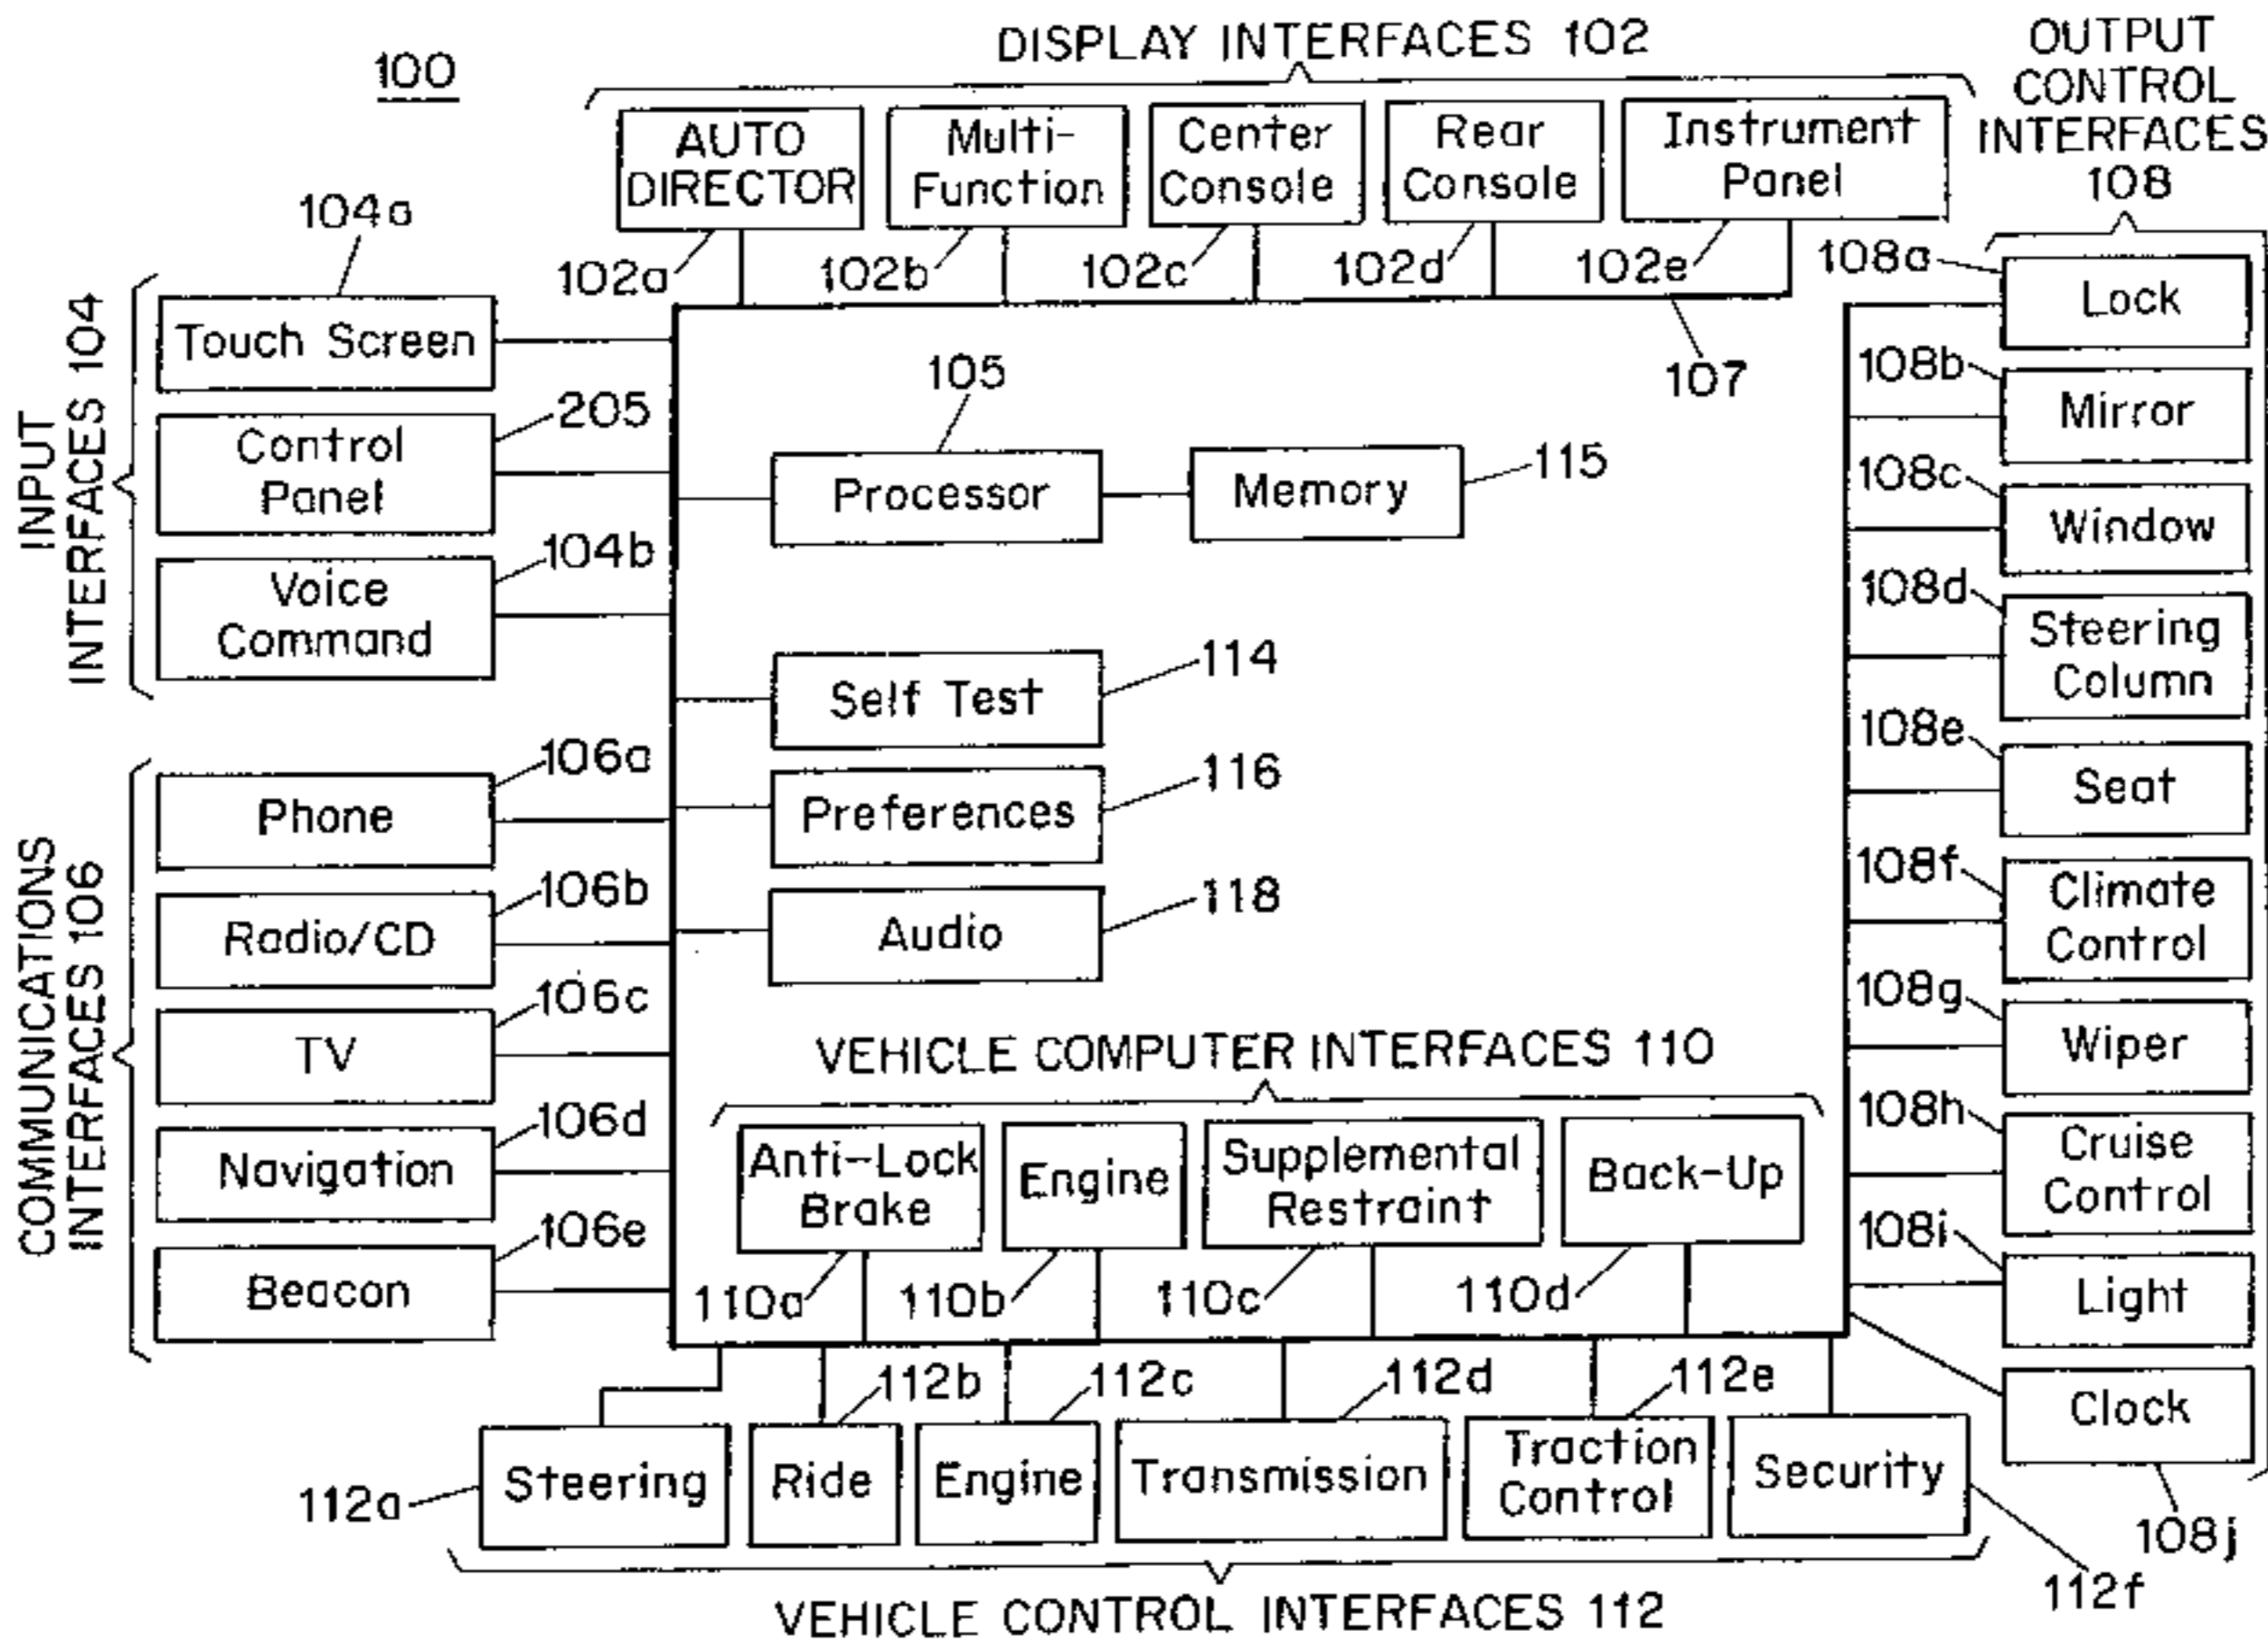 100
DISPLAY INTERFACES 102
AUTO
DIRECTOR
Multi-
Function
Center
Console
Rear
Console
Instrument
Panel
102a
102b
102c
102d
102e
107
OUTPUT
CONTROL
INTERFACES
108
INPUT
INTERFACES 104
104a
Touch Screen
205
Control
Panel
104b
Voice
Command
105
Processor
Memory
115
114
Self Test
116
Preferences
118
Audio
COMMUNICATIONS
INTERFACES 106
106a
Phone
106b
Radio/CD
106c
TV
106d
Navigation
106e
Beacon
VEHICLE COMPUTER INTERFACES 110
Anti-Lock
Brake
Engine
Supplemental
Restraint
Back-Up
110a
110b
110c
110d
108a
Lock
108b
Mirror
108c
Window
108d
Steering
Column
108e
Seat
108f
Climate
Control
108g
Wiper
108h
Cruise
Control
108i
Light
Clock
108j
112a
112b
112c
112d
112e
112f
Steering
Ride
Engine
Transmission
Traction
Control
Security
VEHICLE CONTROL INTERFACES 112